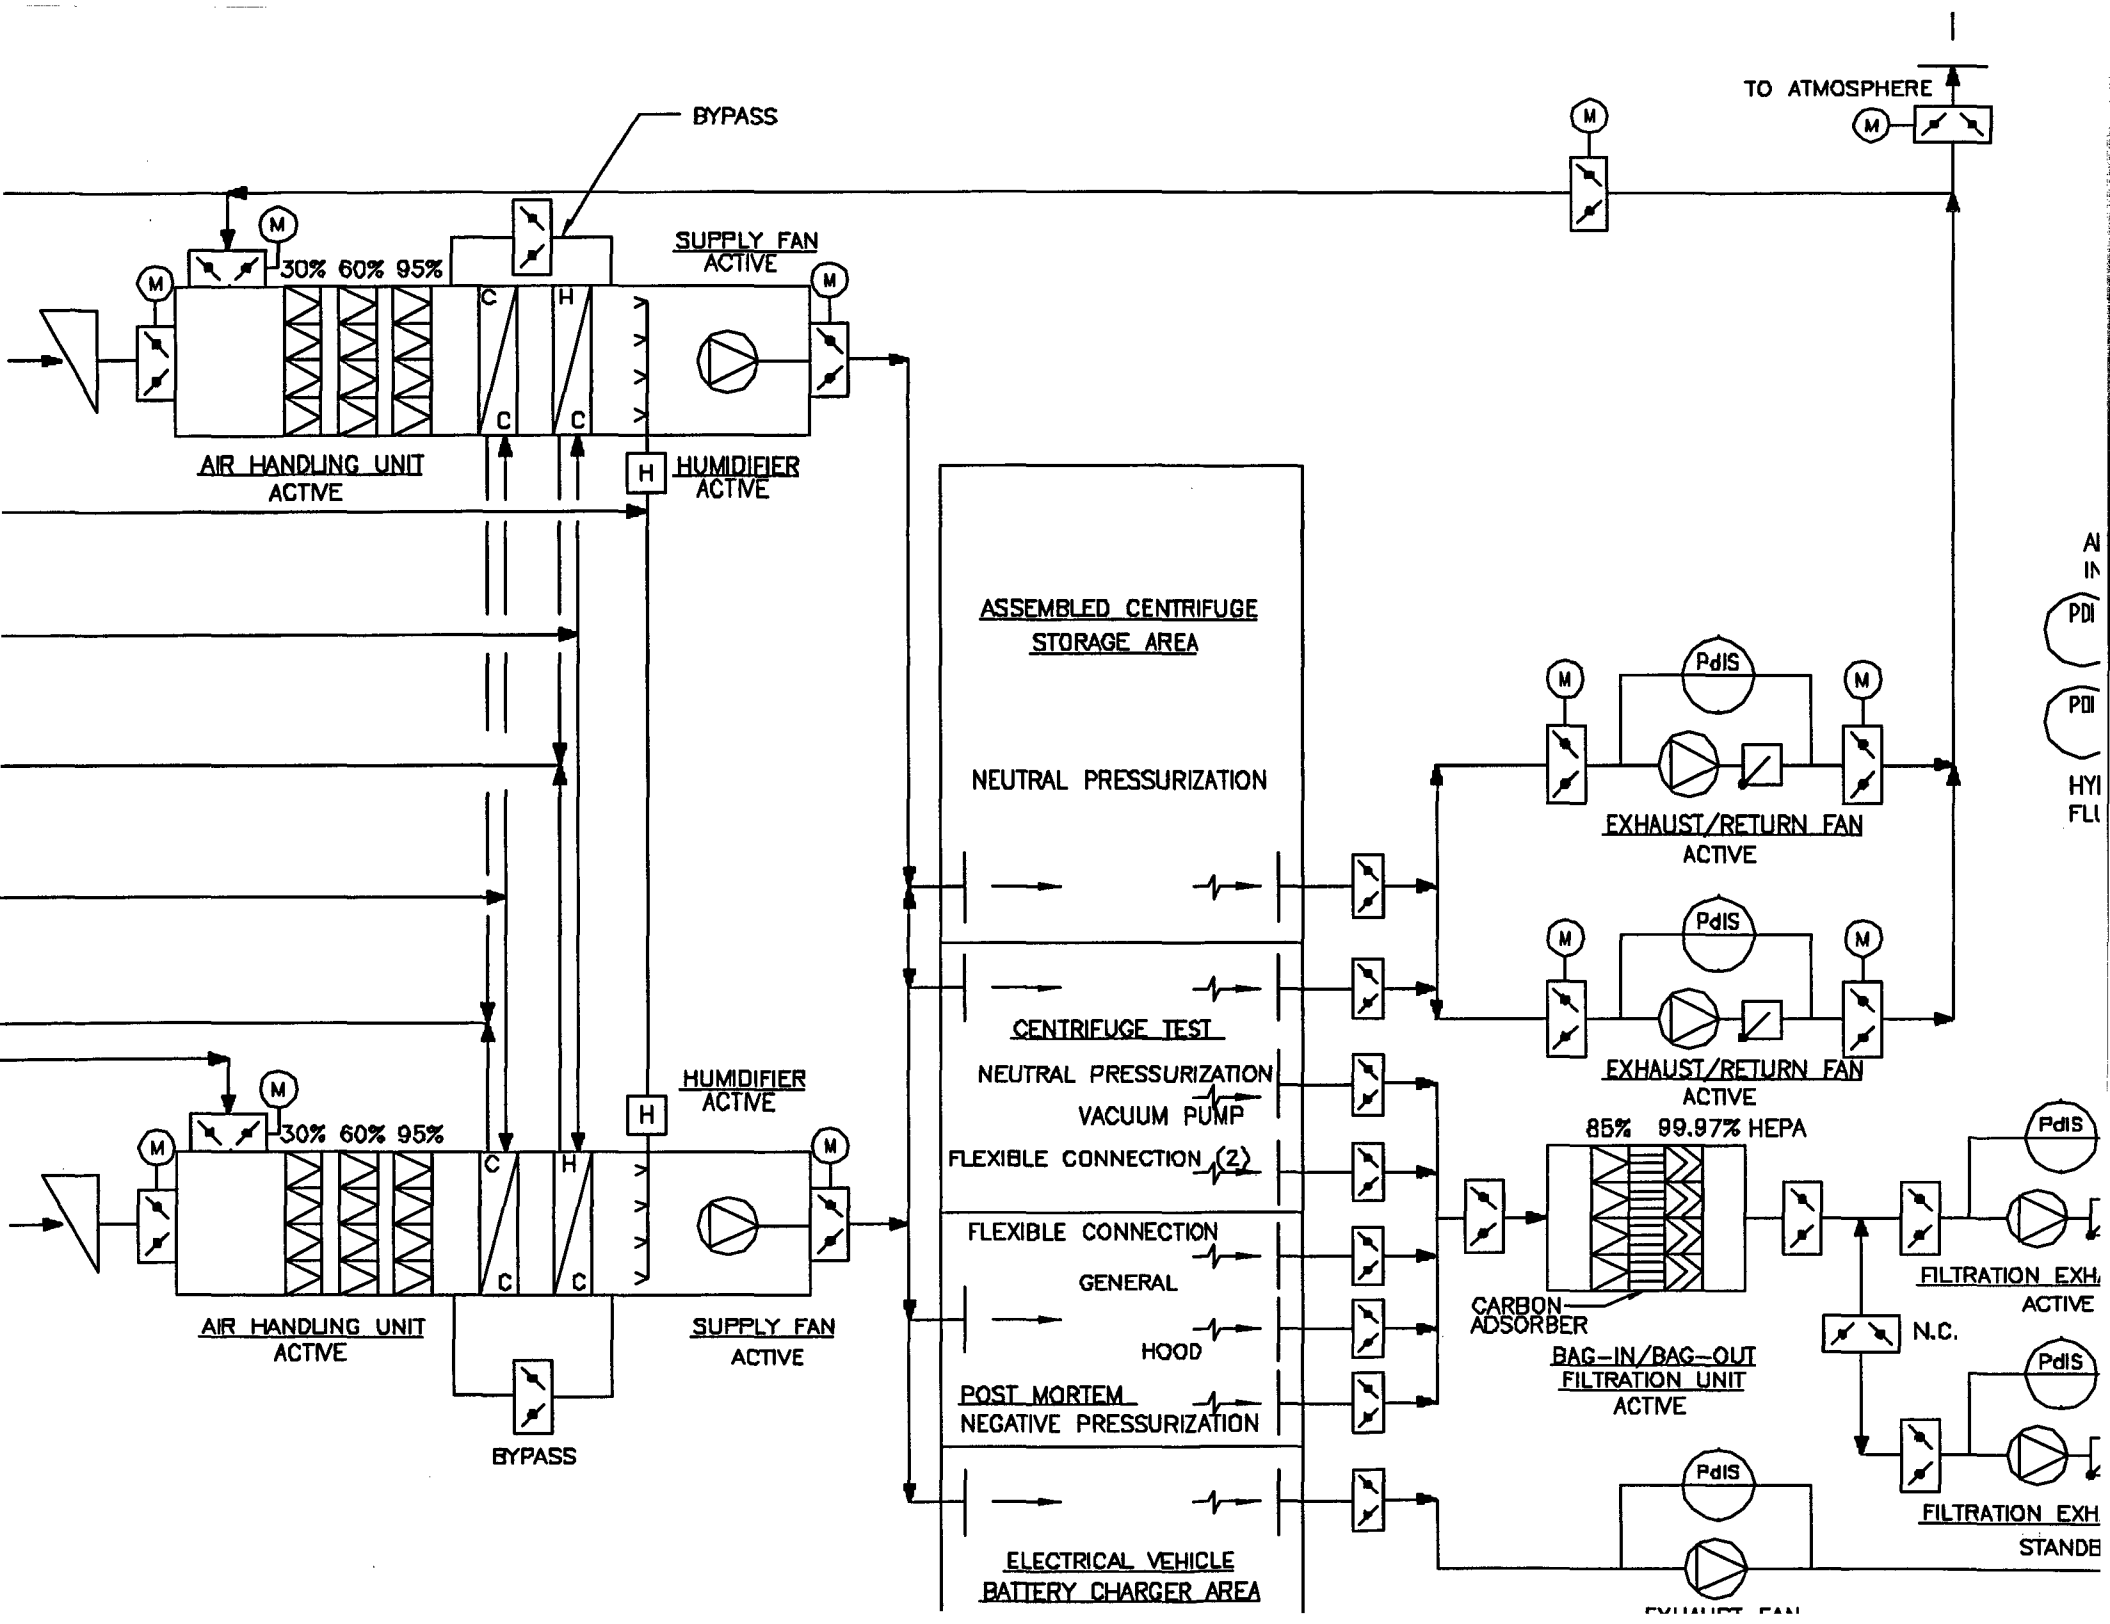 TO ATMOSPHERE
M
M
BYPASS
M
30% 60% 95%
SUPPLY FAN
ACTIVE
M
M
C
H
C
C
AIR HANDLING UNIT
ACTIVE
H
HUMIDIFIER
ACTIVE
ASSEMBLED CENTRIFUGE
STORAGE AREA
NEUTRAL PRESSURIZATION
PdIS
M
M
EXHAUST/RETURN FAN
ACTIVE
PDI
PDI
PdIS
M
M
EXHAUST/RETURN FAN
ACTIVE
CENTRIFUGE TEST
NEUTRAL PRESSURIZATION
VACUUM PUMP
FLEXIBLE CONNECTION (2)
HUMIDIFIER
ACTIVE
H
M
30% 60% 95%
M
M
C
H
C
C
AIR HANDLING UNIT
ACTIVE
SUPPLY FAN
ACTIVE
BYPASS
FLEXIBLE CONNECTION
GENERAL
HOOD
POST MORTEM
NEGATIVE PRESSURIZATION
85% 99.97% HEPA
CARBON
ADSORBER
BAG-IN/BAG-OUT
FILTRATION UNIT
ACTIVE
PdIS
FILTRATION
ACTIVE
N.C.
PdIS
FILTRATION
PdIS
ELECTRICAL VEHICLE
BATTERY CHARGER AREA
EXHAUST FAN